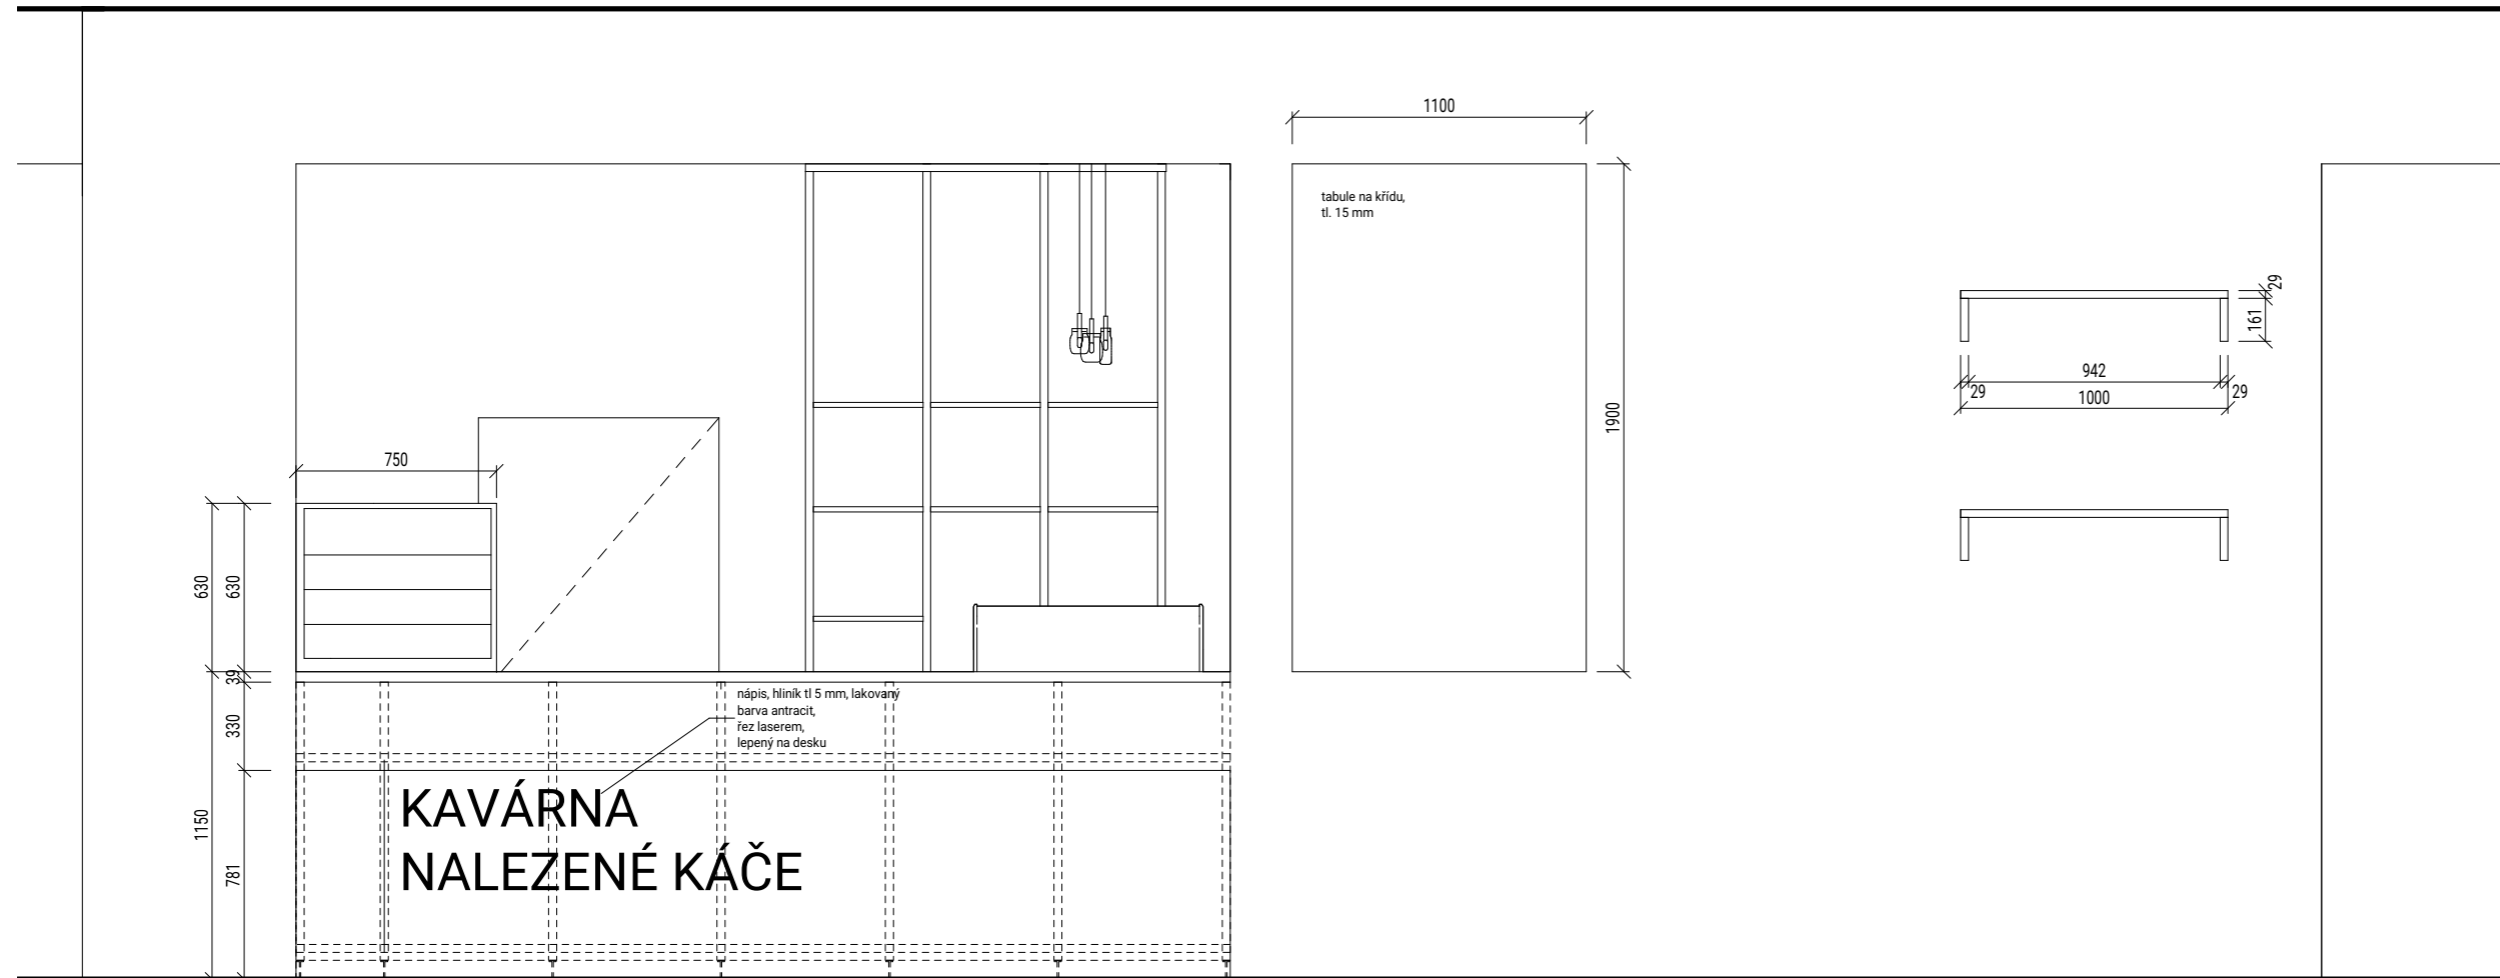 1100
tabule na křídu,
tl. 15 mm
29
161
942
29
29
1000
1900
750
630
630
39
nápis, hliník tl 5 mm, lakovaný
barva antracit,
řez laserem,
lepený na desku
330
KAVÁRNA
NALEZENÉ KÁČE
1150
781